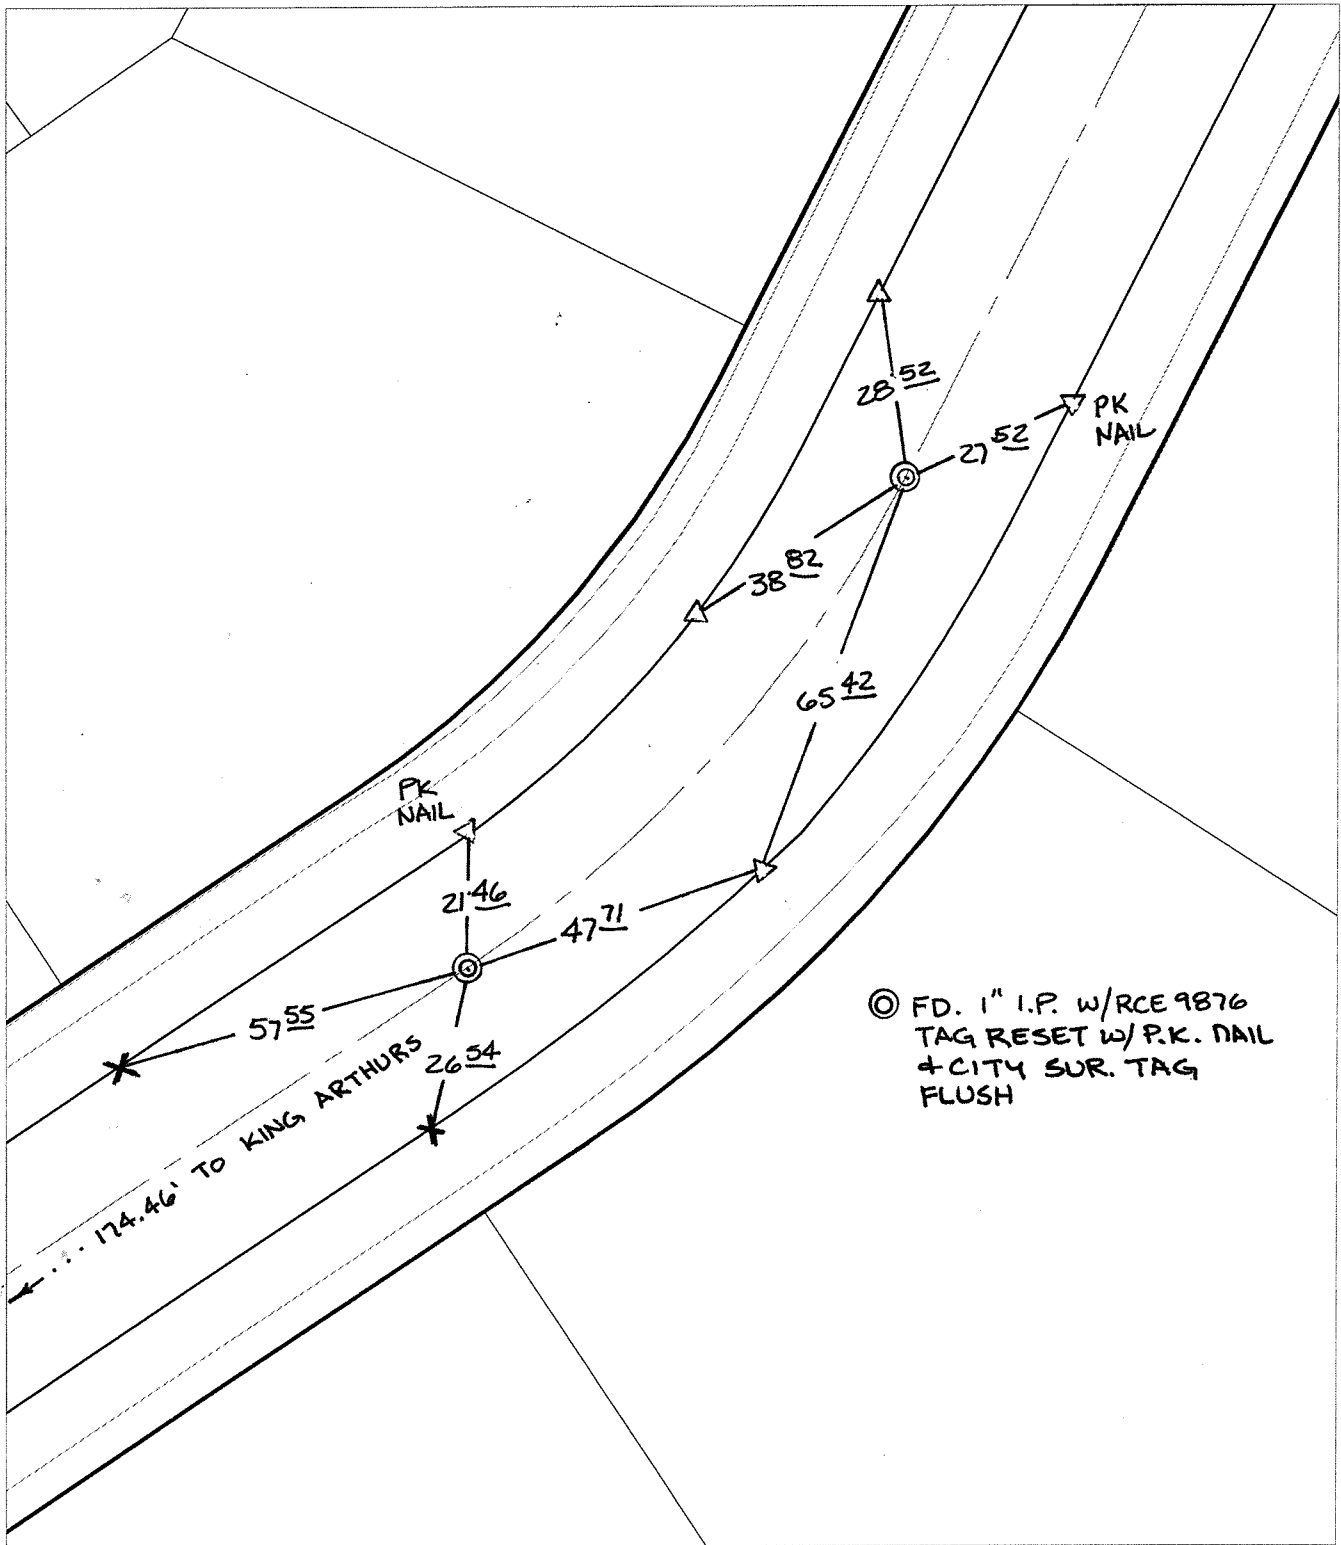 28.52
PK
NAIL
27.52
38.82
65.42
PK
NAIL
21.46
47.71
57.55
26.54
174.46' TO KING ARTHURS
FD. 1" I.P. W/RCE 9876
TAG RESET W/ P.K. NAIL
& CITY SUR. TAG
FLUSH